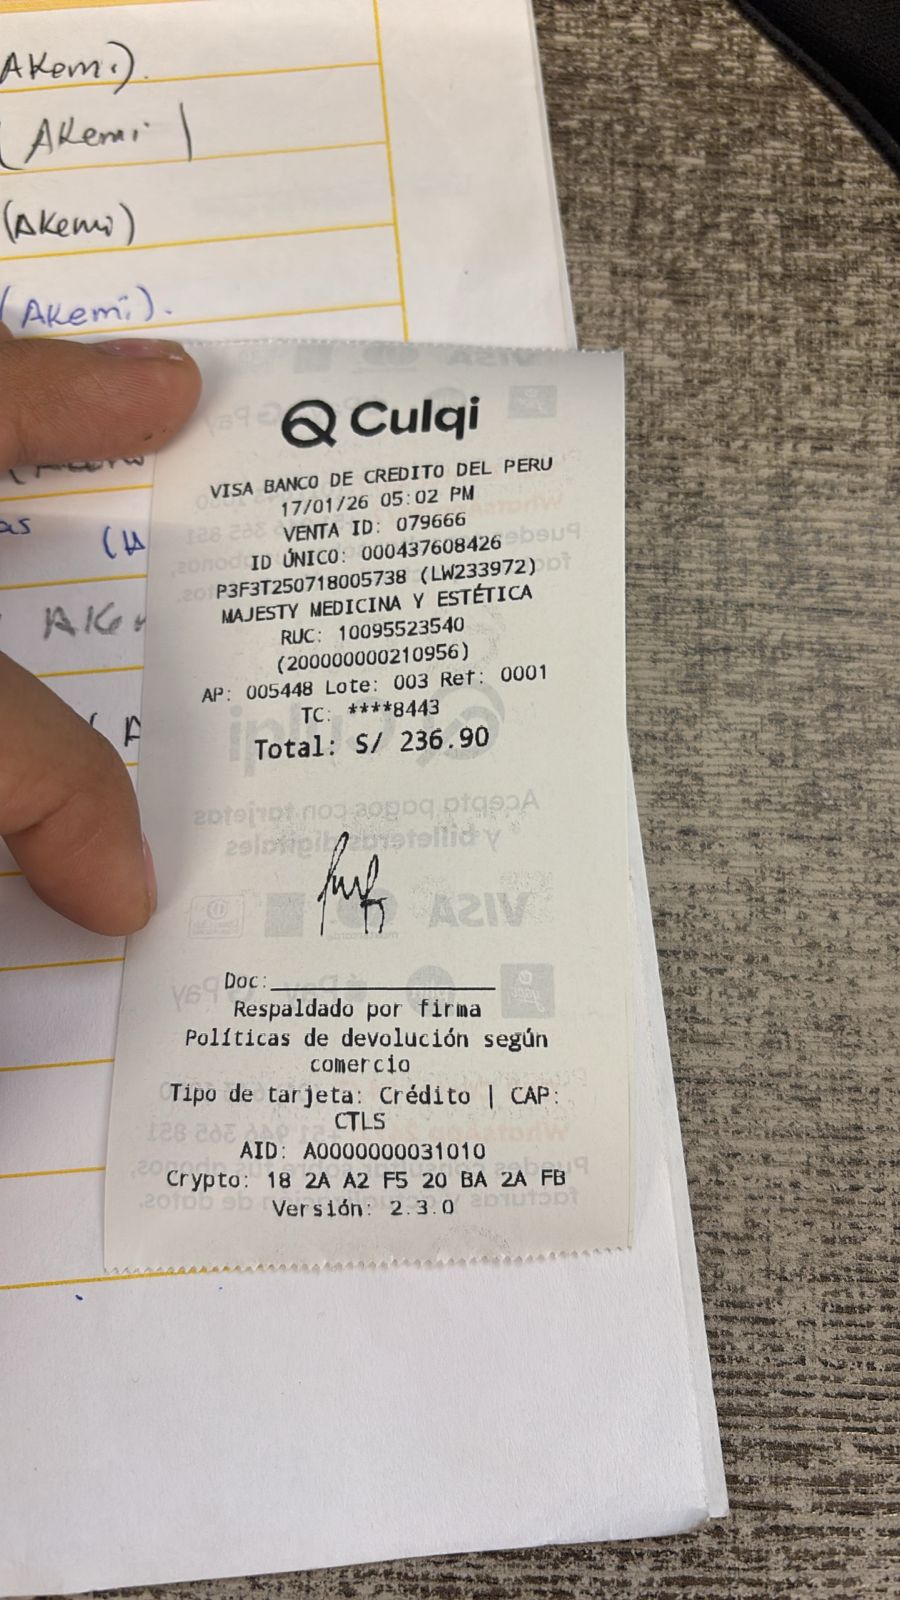 AKemi).
( AKemi )
(AKemi)
(AKemi).
Culqi
VISA BANCO DE CREDITO DEL PERU
17/01/26 05:02 PM
VENTA ID: 079666
ID ÚNICO: 000437608426
P3F3T250718005738 (LW233972)
MAJESTY MEDICINA Y ESTÉTICA
RUC: 10095523540
(200000000210956)
AP: 005448 Lote: 003 Ref: 0001
TC: ****8443
Total: S/ 236.90
Doc:
Respaldado por firma
Políticas de devolución según
comercio
Tipo de tarjeta: Crédito | CAP:
CTLS
AID: A0000000031010
Crypto: 18 2A A2 F5 20 BA 2A FB
Versión: 2.3.0